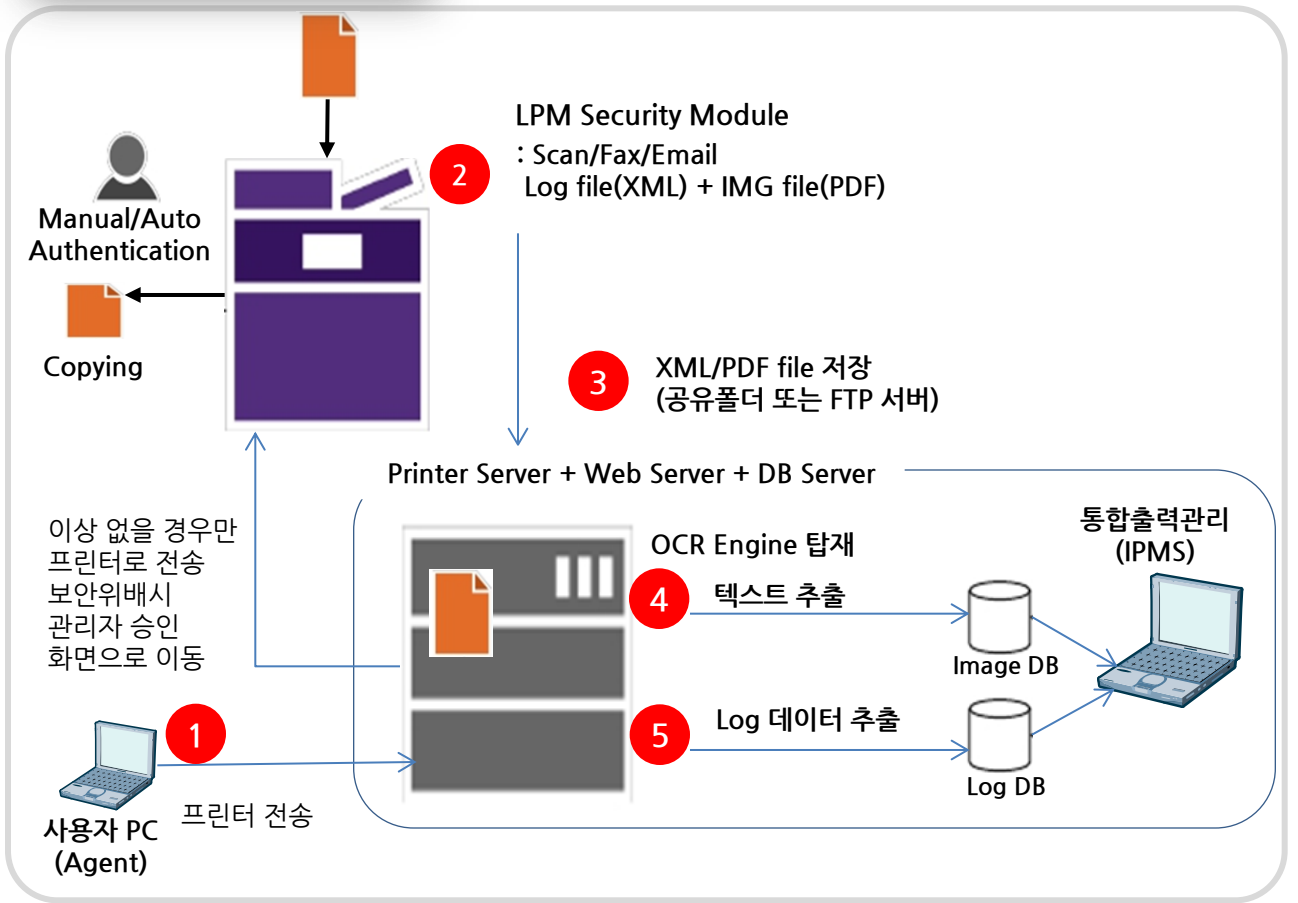 LPM Security Module
: Scan/Fax/Email
Log file(XML) + IMG file(PDF)
2
Manual/Auto
Authentication
Copying
3
XML/PDF file 저장
(공유폴더 또는 FTP 서버)
Printer Server + Web Server + DB Server
이상 없을 경우만
프린터로 전송
보안위배시
관리자 승인
화면으로 이동
OCR Engine 탑재
4
텍스트 추출
Image DB
통합출력관리
(IPMS)
5
Log 데이터 추출
Log DB
1
프린터 전송
사용자 PC
(Agent)